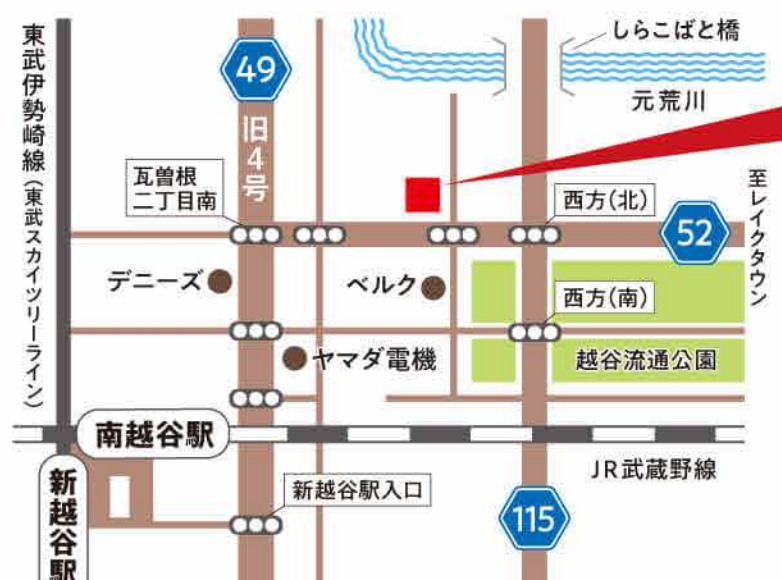 東武伊勢崎線（東武スカイツリーライン）
49
旧4号
しらこばと橋
元荒川
瓦曽根
二丁目南
西方（北）
52
至レイクタウン
デニーズ
ベルク
西方（南）
ヤマダ電機
越谷流通公園
南越谷駅
JR武蔵野線
新越谷駅
新越谷駅入口
115